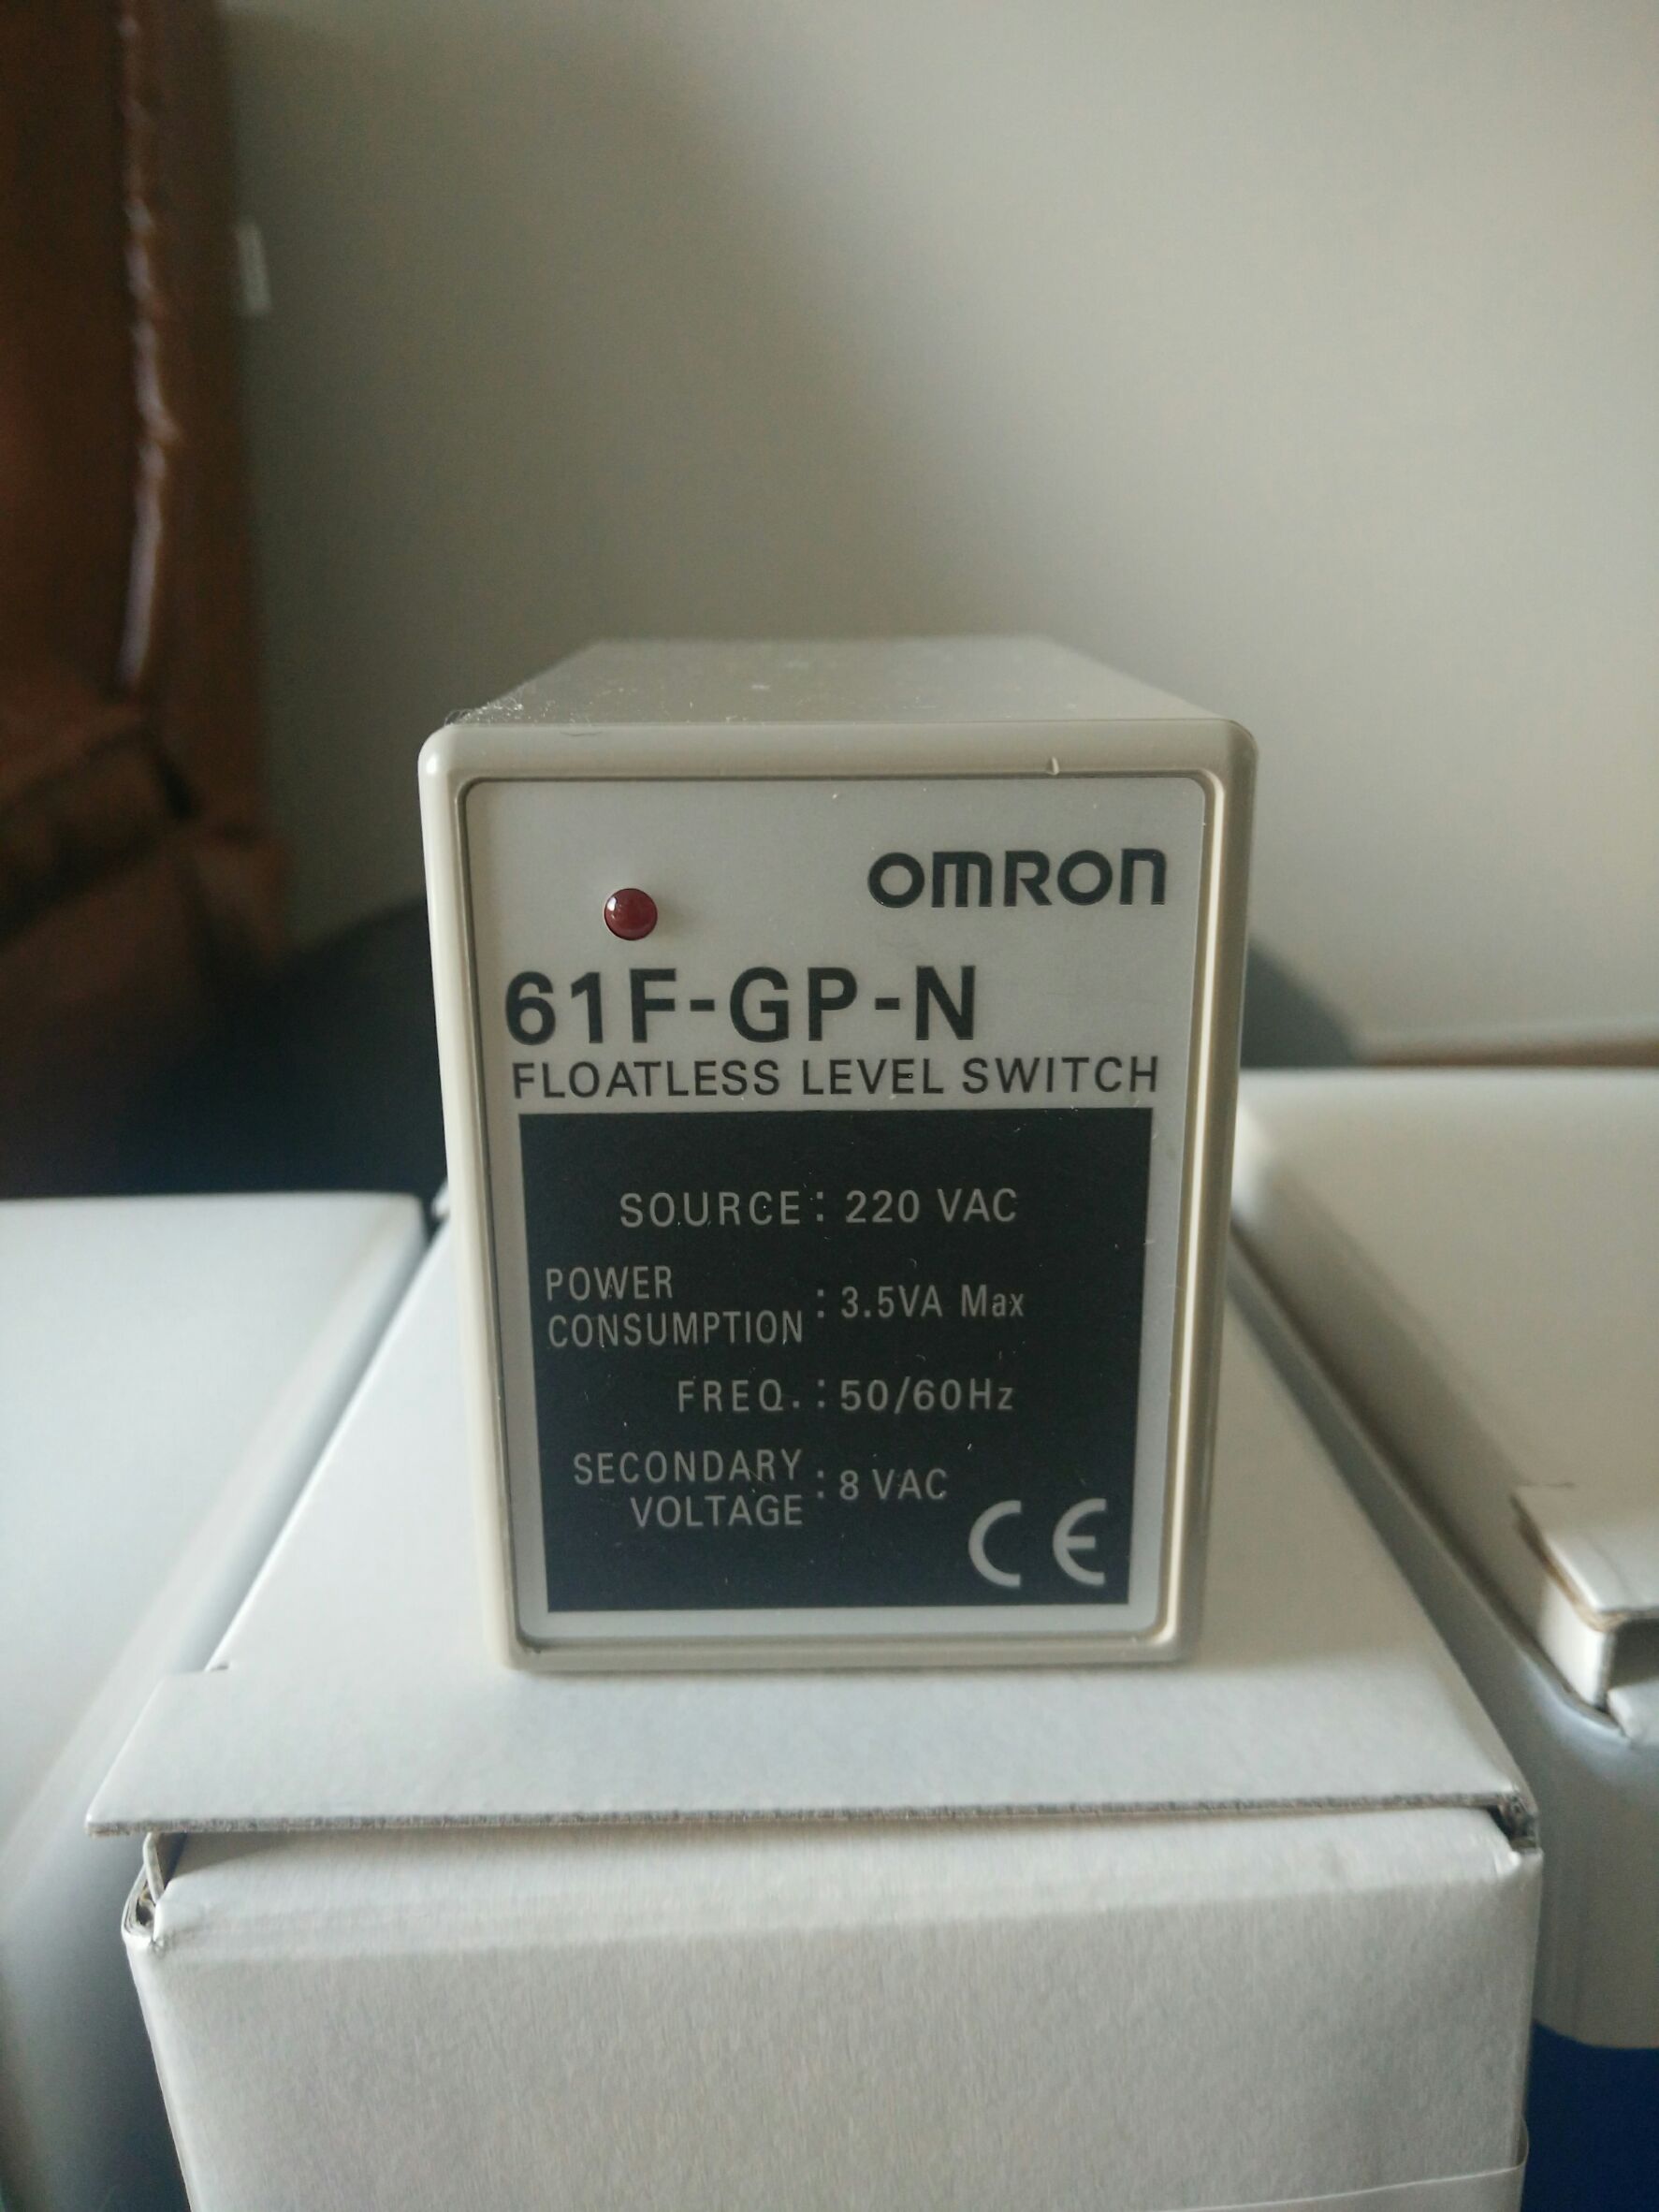 OMRON
61F-GP-N
FLOATLESS LEVEL SWITCH
SOURCE: 220 VAC
POWER CONSUMPTION: 3.5VA Max
FREQ.: 50/60Hz
SECONDARY VOLTAGE: 8 VAC
CE